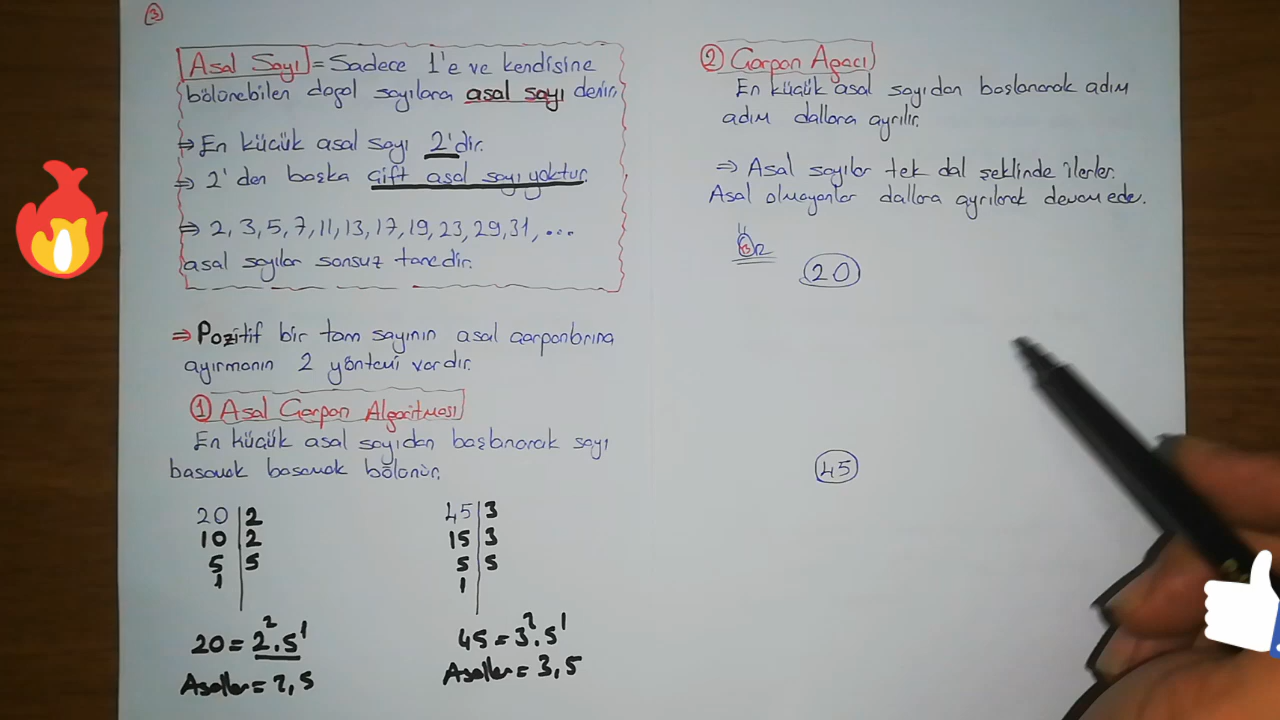 3
Asal Sayı = Sadece 1'e ve kendisine
bölünebilen doğal sayılara asal sayı denir.
⇒ En küçük asal sayı 2'dir.
⇒ 2'den başka çift asal sayı yoktur.
⇒ 2, 3, 5, 7, 11, 13, 17, 19, 23, 29, 31, ...
asal sayılar sonsuz tanedir.
⇒ Pozitif bir tam sayının asal çarpanlarına
ayırmanın 2 yöntemi vardır.
1 Asal Çarpan Algoritması
En küçük asal sayıdan başlanarak sayı
basamak basamak bölünür.
20 | 2
10 | 2
5 | 5
1
20 = 2².5¹
Asallar = 2, 5
45 | 3
15 | 3
5 | 5
1
45 = 3².5¹
Asallar = 3, 5
2 Çarpan Ağacı
En küçük asal sayıdan başlanarak adım
adım dallara ayrılır.
⇒ Asal sayılar tek dal şeklinde ilerler.
Asal olmayanlar dallara ayrılarak devam eder.
Ör
20
45